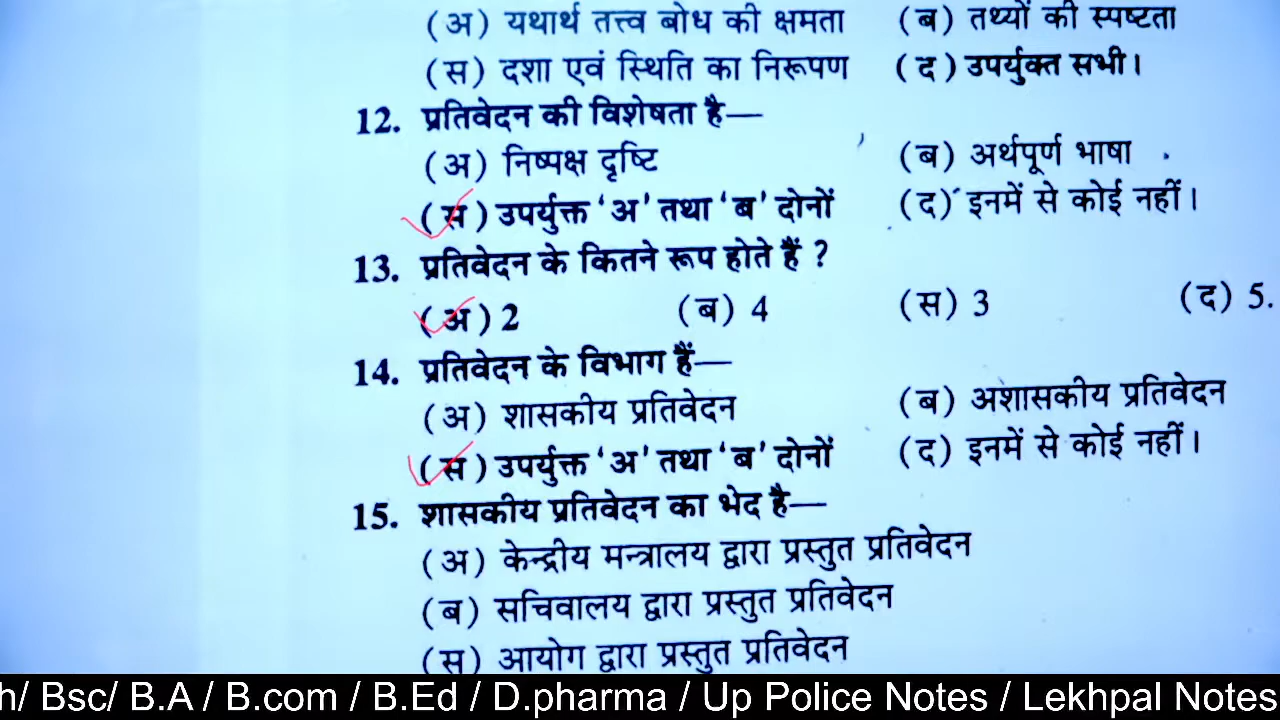 (अ) यथार्थ तत्त्व बोध की क्षमता (ब) तथ्यों की स्पष्टता
(स) दशा एवं स्थिति का निरूपण (द) उपर्युक्त सभी।
12. प्रतिवेदन की विशेषता है—
(अ) निष्पक्ष दृष्टि (ब) अर्थपूर्ण भाषा
(स) उपर्युक्त ‘अ’ तथा ‘ब’ दोनों (द) इनमें से कोई नहीं।
13. प्रतिवेदन के कितने रूप होते हैं ?
(अ) 2 (ब) 4 (स) 3 (द) 5.
14. प्रतिवेदन के विभाग हैं—
(अ) शासकीय प्रतिवेदन (ब) अशासकीय प्रतिवेदन
(स) उपर्युक्त ‘अ’ तथा ‘ब’ दोनों (द) इनमें से कोई नहीं।
15. शासकीय प्रतिवेदन का भेद है—
(अ) केन्द्रीय मन्त्रालय द्वारा प्रस्तुत प्रतिवेदन
(ब) सचिवालय द्वारा प्रस्तुत प्रतिवेदन
(स) आयोग द्वारा प्रस्तुत प्रतिवेदन
h/ Bsc/ B.A / B.com / B.Ed / D.pharma / Up Police Notes / Lekhpal Notes